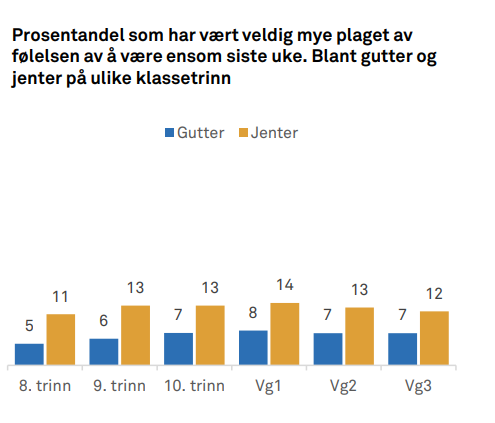 Prosentandel som har vært veldig mye plaget av
følelsen av å være ensom siste uke. Blant gutter og
jenter på ulike klassetrinn
Gutter Jenter
5 11 6 13 7 13 8 14 7 13 7 12
8. trinn 9. trinn 10. trinn Vg1 Vg2 Vg3